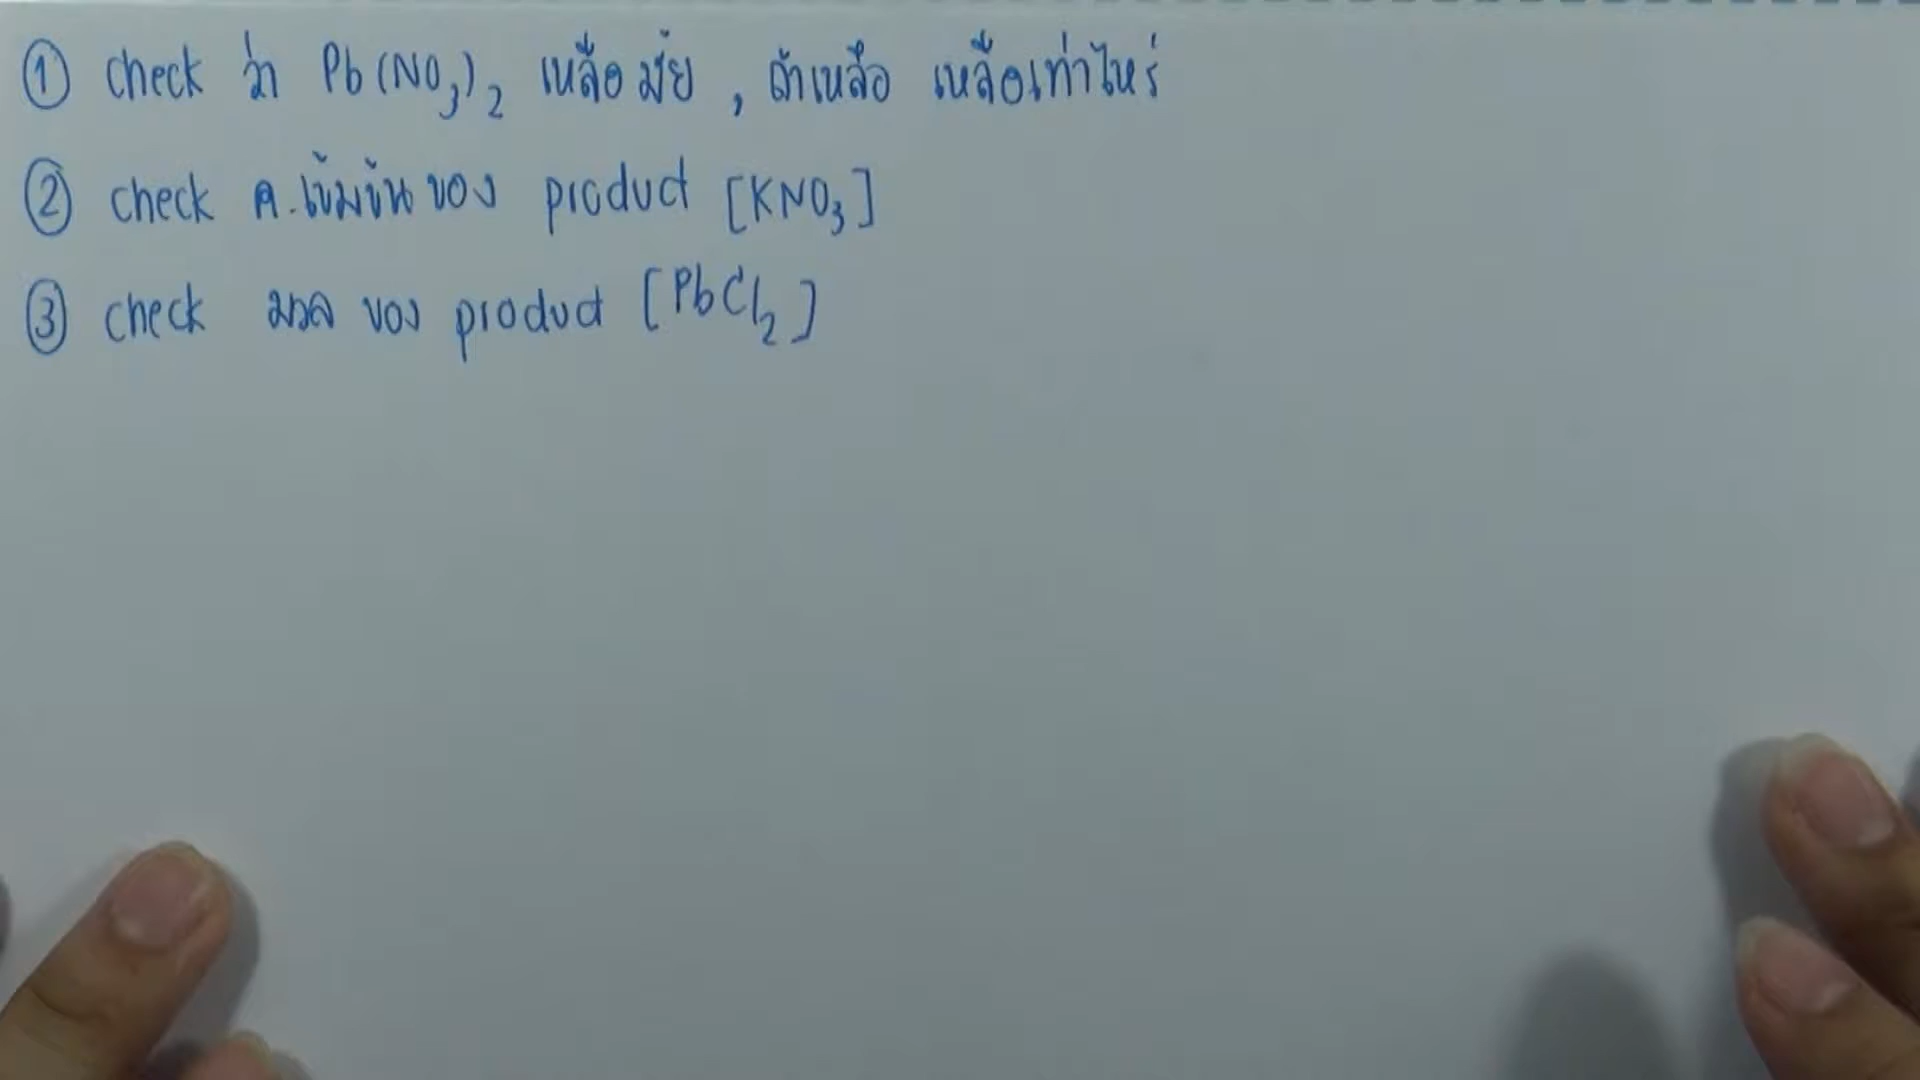 ① check ว่า Pb(NO₃)₂ เหลือมั้ย , ถ้าเหลือ เหลือเท่าไหร่
② check ค.เข้มข้นของ product [KNO₃]
③ check มวล ของ product [PbCl₂]